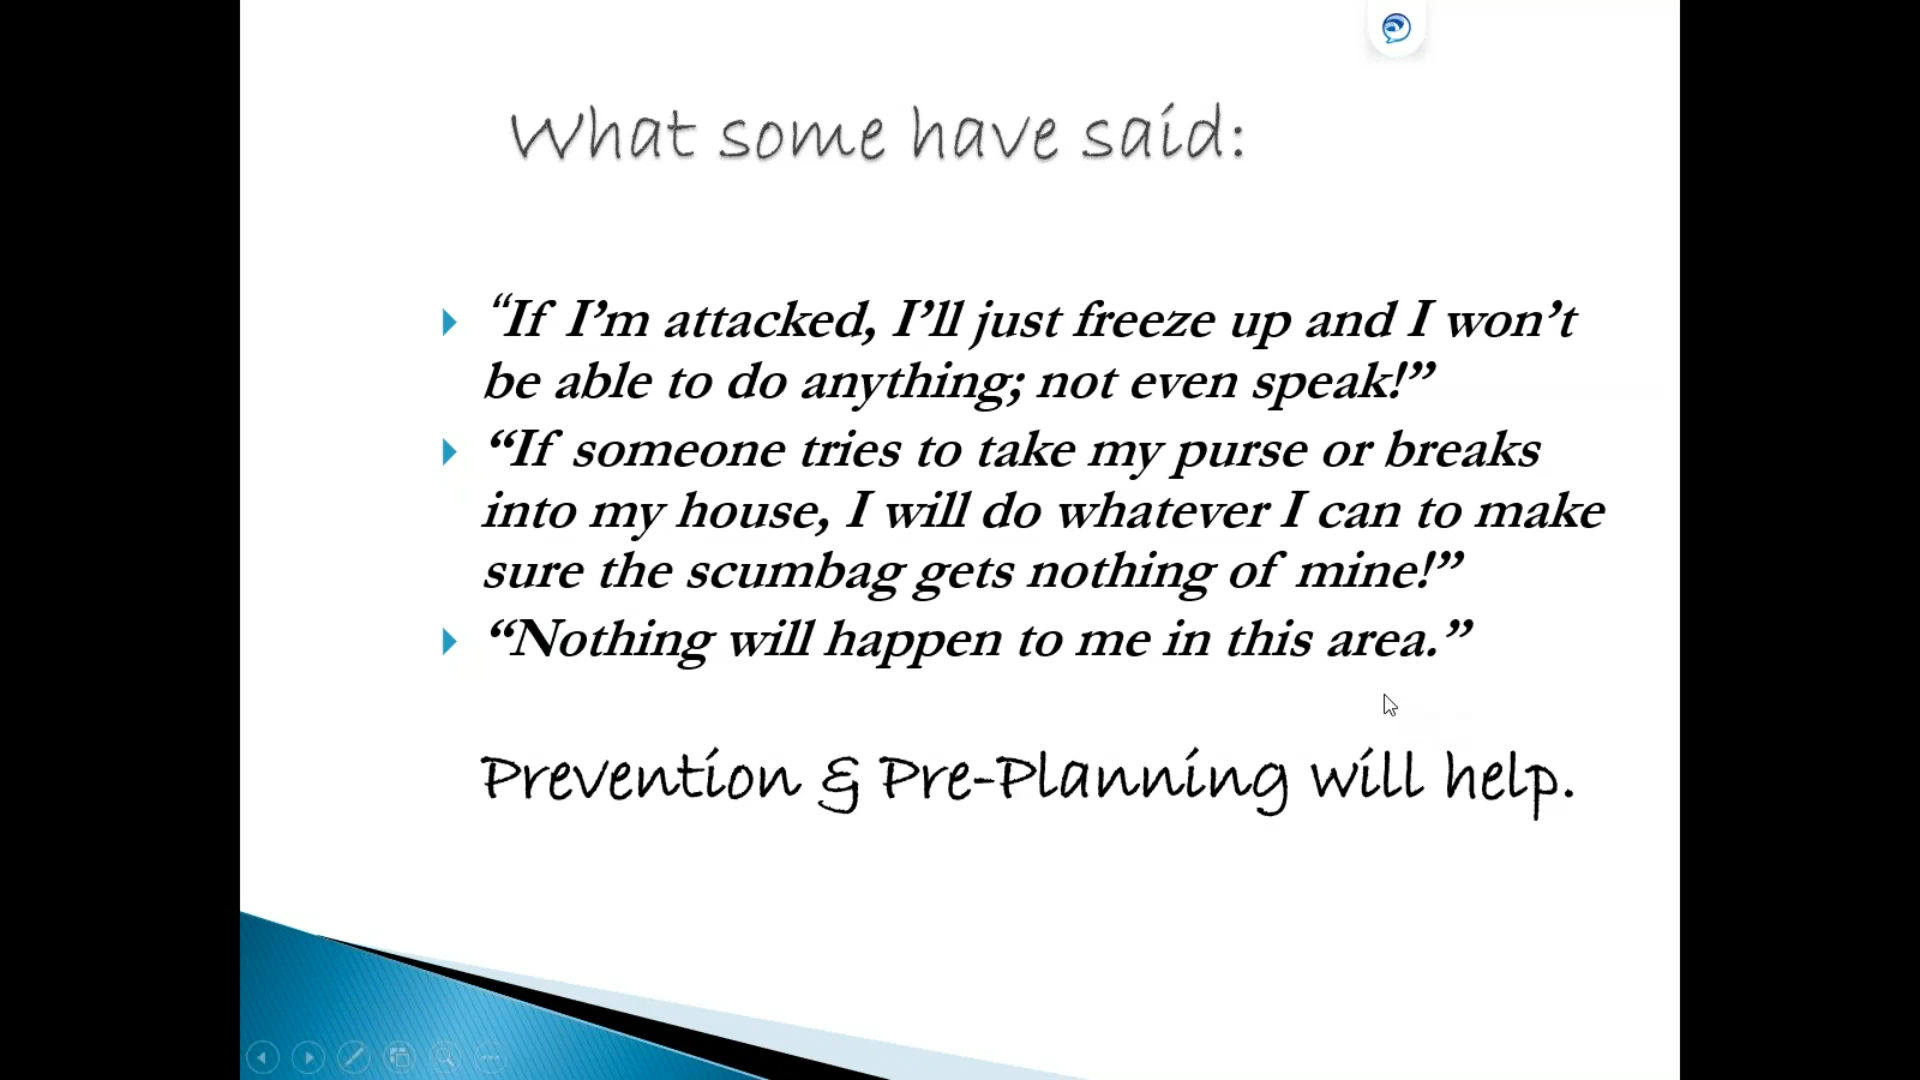 What some have said:
“If I’m attacked, I’ll just freeze up and I won’t
be able to do anything; not even speak!”
“If someone tries to take my purse or breaks
into my house, I will do whatever I can to make
sure the scumbag gets nothing of mine!”
“Nothing will happen to me in this area.”
Prevention & Pre-Planning will help.